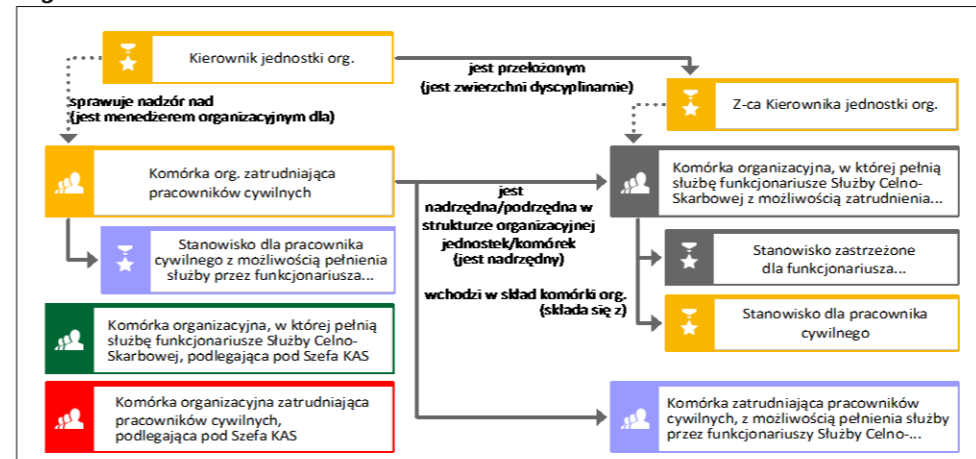 Kierownik jednostki org.
jest przełożonym
(jest zwierzchni dyscyplinarnie)
Z-ca Kierownika jednostki org.
sprawuje nadzór nad
(jest menedżerem organizacyjnym dla)
Komórka org. zatrudniająca
pracowników cywilnych
Komórka organizacyjna, w której pełnią
służbę funkcjonariusze Służby Celno-
Skarbowej z możliwością zatrudnienia...
jest
nadrzędna/podrzędna w
strukturze organizacyjnej
jednostek/komórek
(jest nadrzędny)
Stanowisko dla pracownika
cywilnego z możliwością pełnienia
służby przez funkcjonariusza...
Stanowisko zastrzeżone
dla funkcjonariusza...
wchodzi w skład komórki org.
(składa się z)
Stanowisko dla pracownika
cywilnego
Komórka organizacyjna, w której pełnią
służbę funkcjonariusze Służby Celno-
Skarbowej, podlegająca pod Szefa KAS
Komórka organizacyjna zatrudniająca
pracowników cywilnych,
podlegająca pod Szefa KAS
Komórka zatrudniająca pracowników
cywilnych, z możliwością pełnienia służby
przez funkcjonariuszy Służby Celno-...